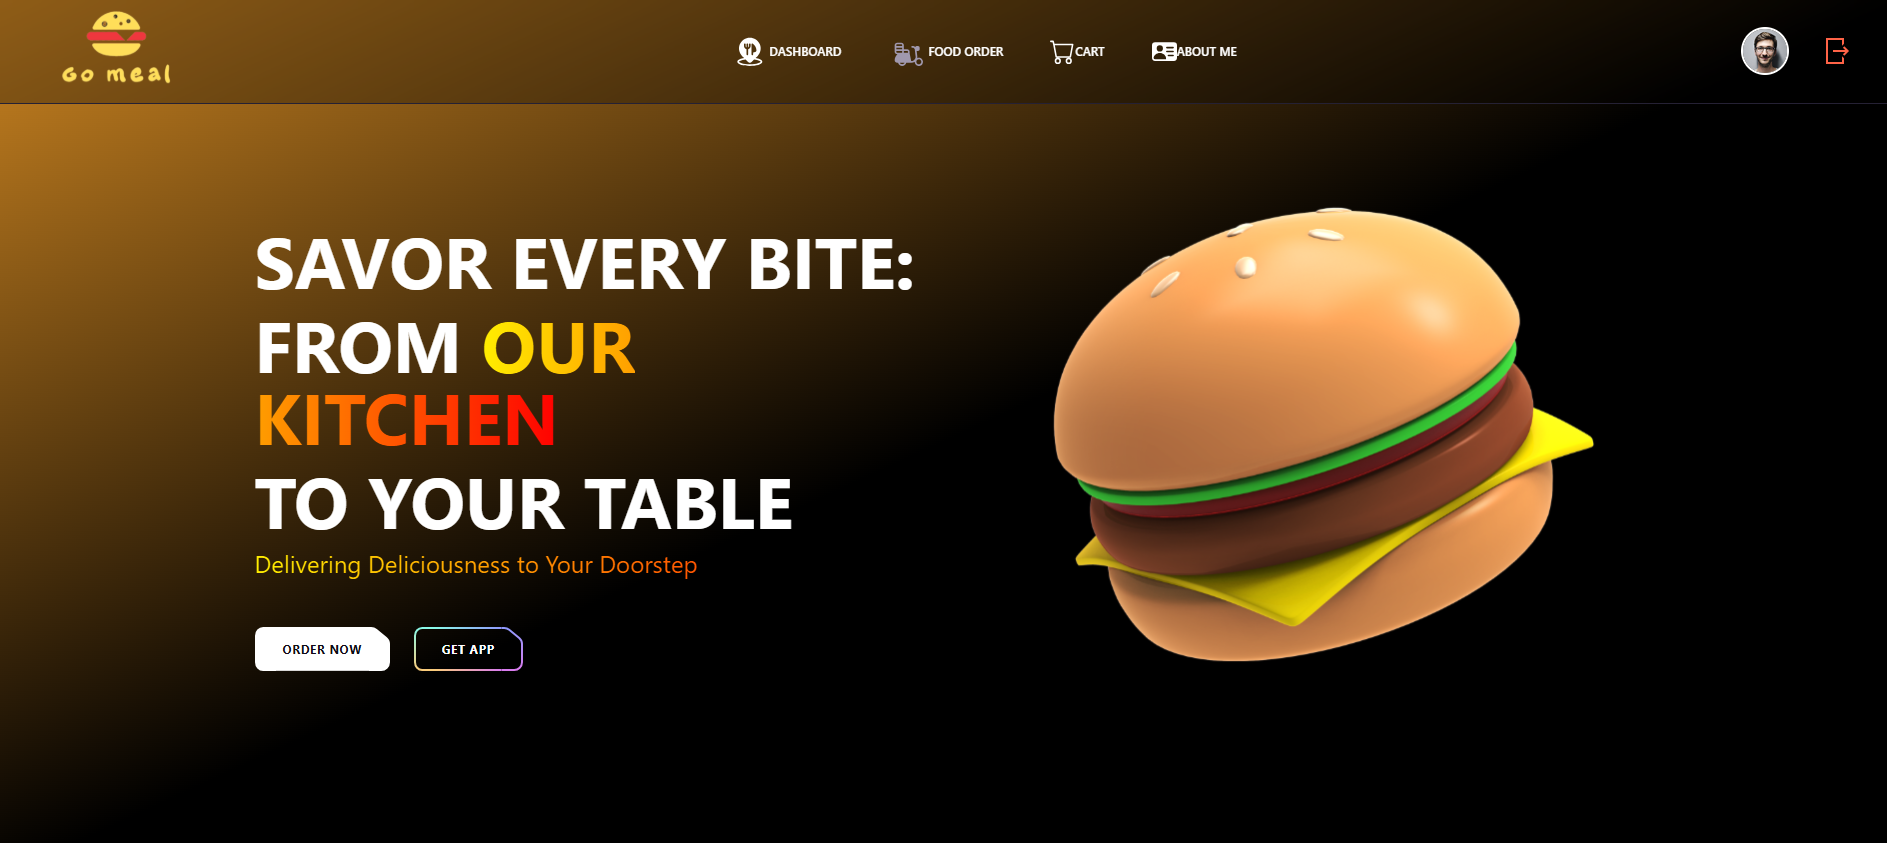 Go meal
DASHBOARD
FOOD ORDER
CART
ABOUT ME
SAVOR EVERY BITE:
FROM OUR
KITCHEN
TO YOUR TABLE
Delivering Deliciousness to Your Doorstep
ORDER NOW
GET APP